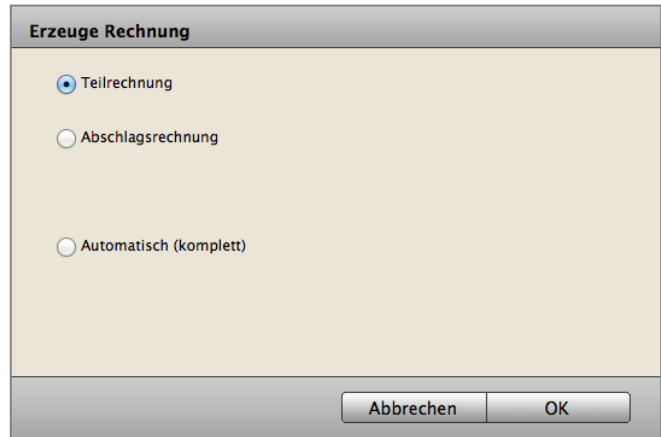 Erzeuge Rechnung
Teilrechnung
Abschlagsrechnung
Automatisch (komplett)
Abbrechen OK